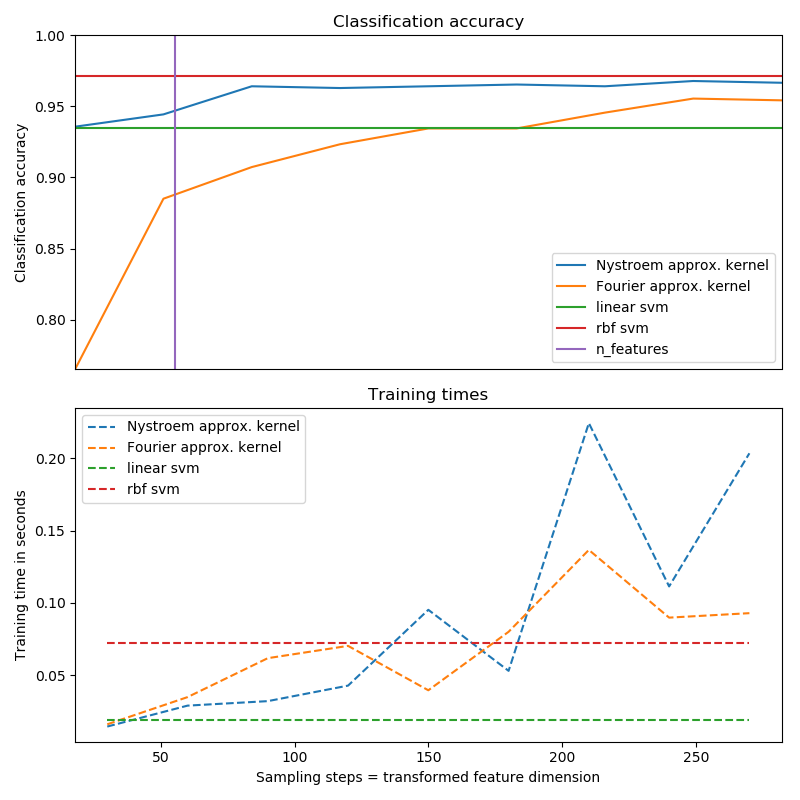 Classification accuracy
1.00
0.95
0.90
0.85
0.80
Classification accuracy
Nystroem approx. kernel
Fourier approx. kernel
linear svm
rbf svm
n_features
Training times
0.20
0.15
0.10
0.05
Training time in seconds
Nystroem approx. kernel
Fourier approx. kernel
linear svm
rbf svm
50 100 150 200 250
Sampling steps = transformed feature dimension